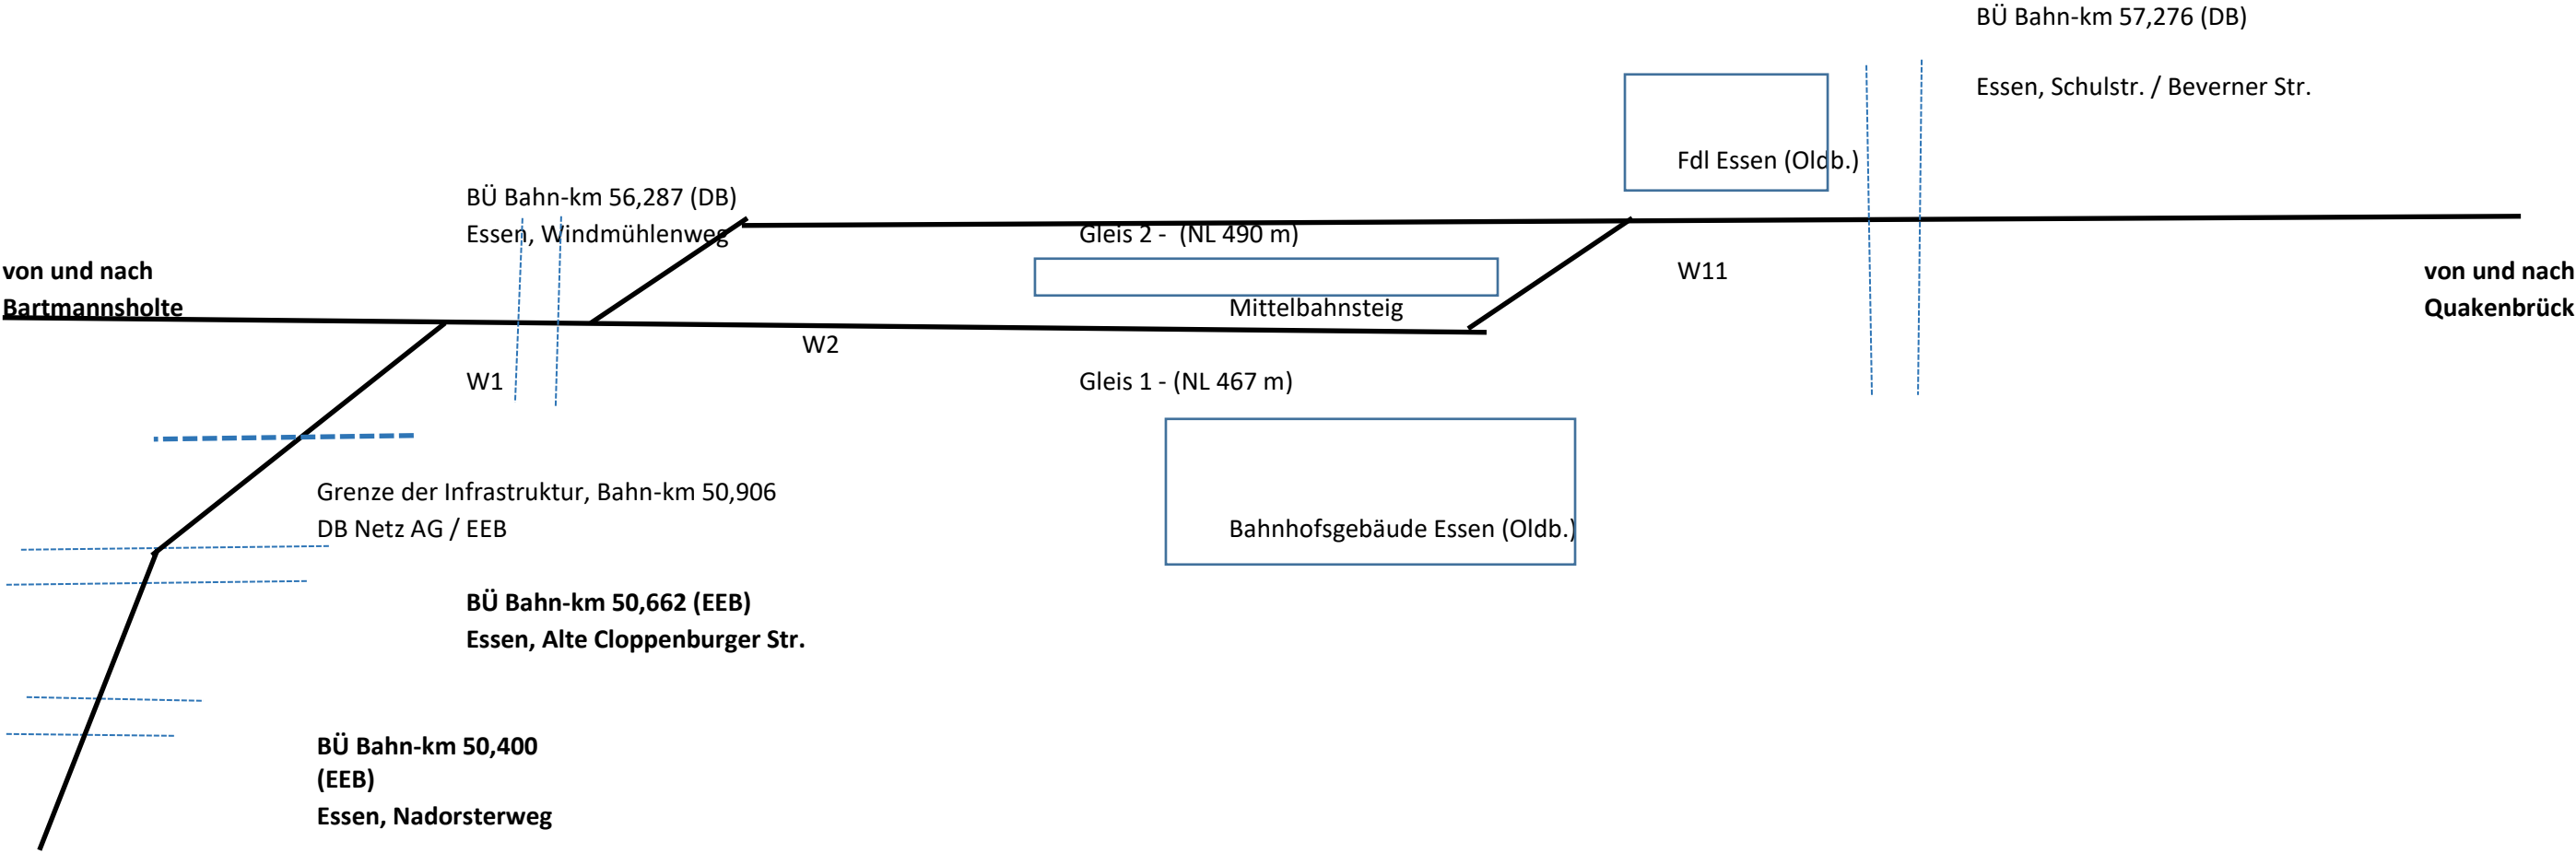 BÜ Bahn-km 57,276 (DB)
Essen, Schulstr. / Beverner Str.
Fdl Essen (Oldb.)
BÜ Bahn-km 56,287 (DB)
Essen, Windmühlenweg
Gleis 2 - (NL 490 m)
von und nach
Bartmannsholte
W11
von und nach
Quakenbrück
Mittelbahnsteig
W2
W1
Gleis 1 - (NL 467 m)
Grenze der Infrastruktur, Bahn-km 50,906
DB Netz AG / EEB
Bahnhofsgebäude Essen (Oldb.)
BÜ Bahn-km 50,662 (EEB)
Essen, Alte Cloppenburger Str.
BÜ Bahn-km 50,400
(EEB)
Essen, Nadorsterweg